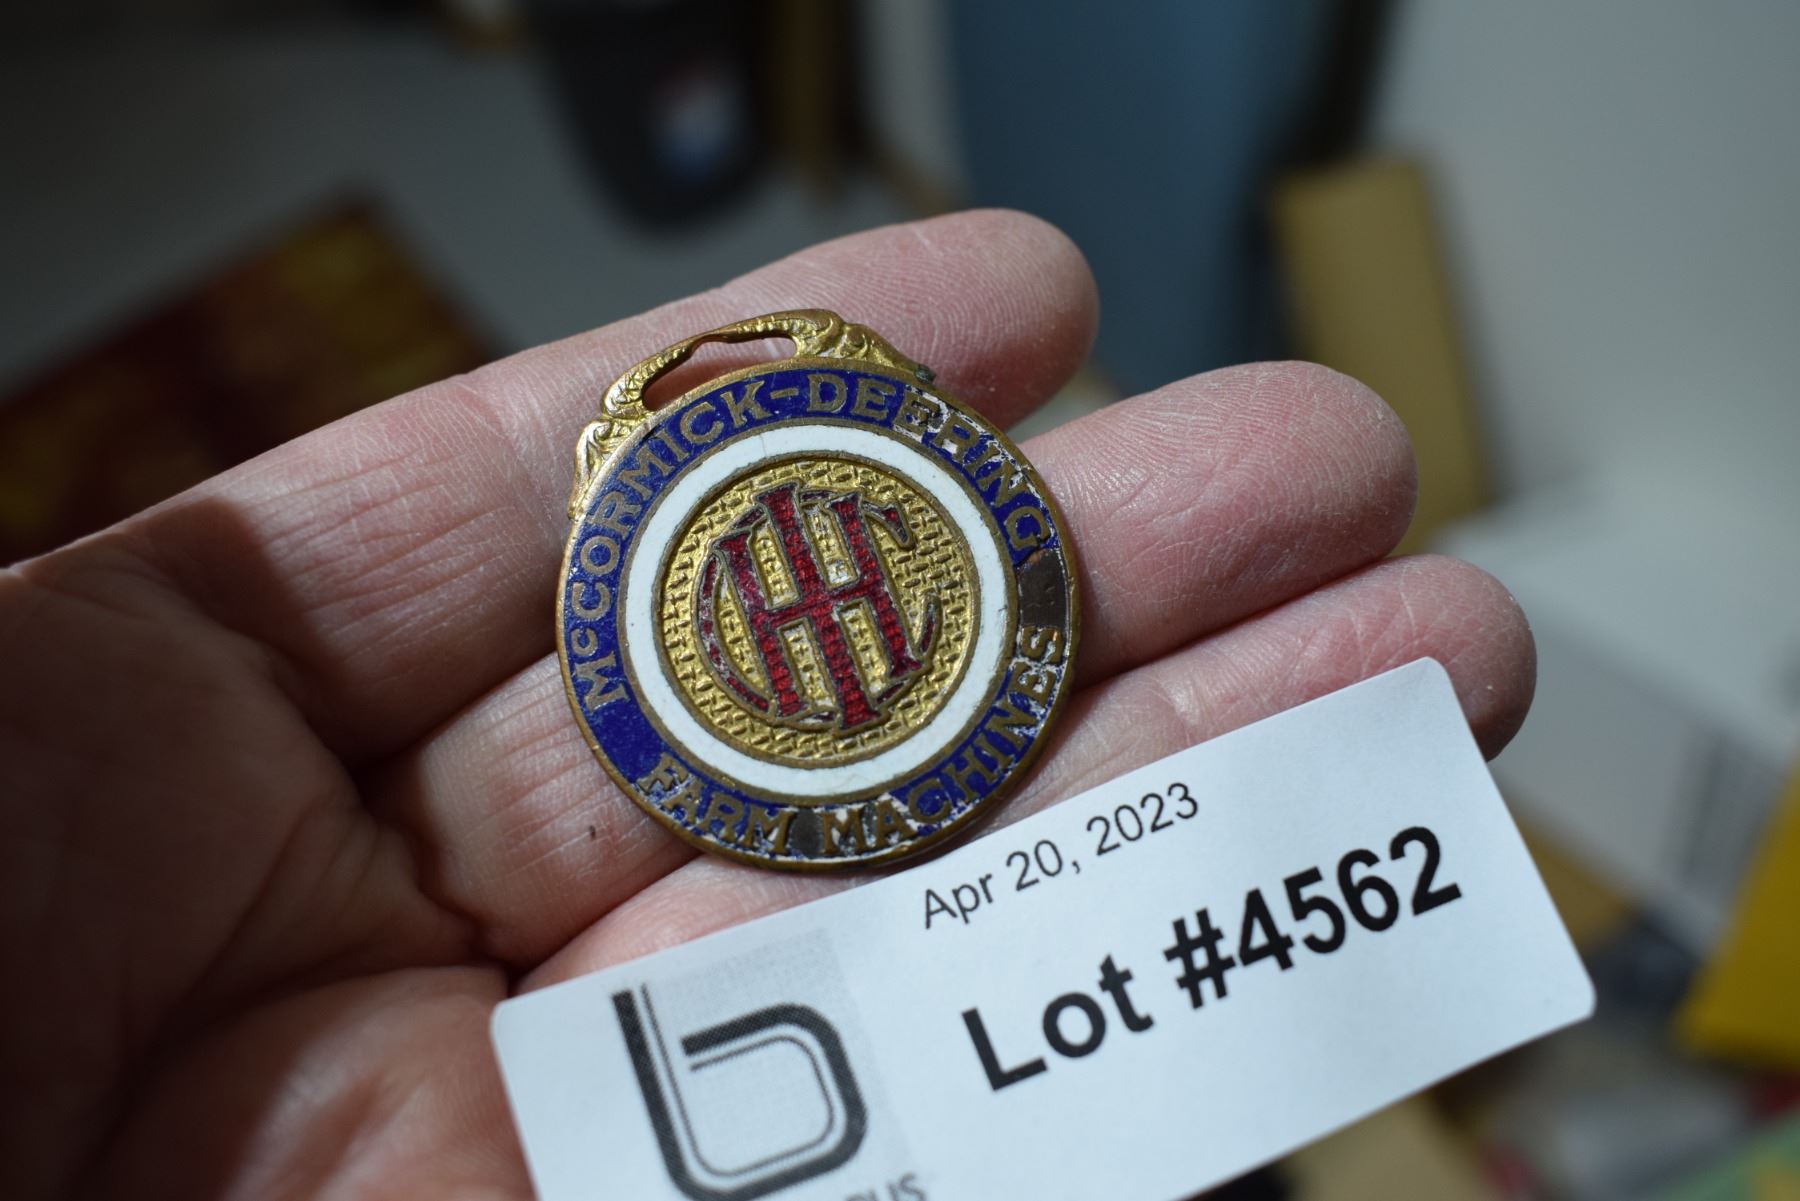 McCORMICK-DEERING
IHC
FARM MACHINES
Apr 20, 2023
Lot #4562
b